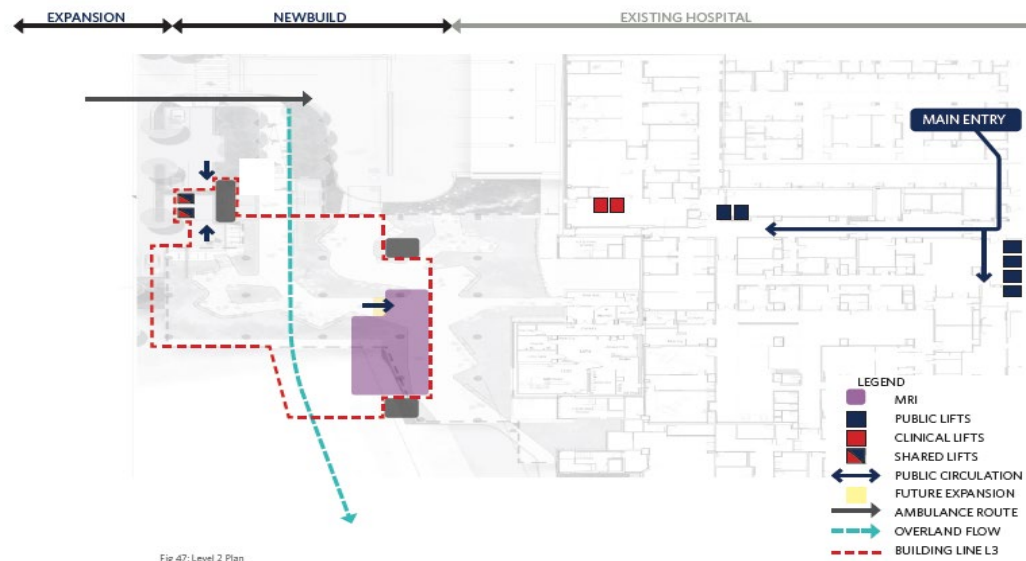 EXPANSION
NEWBUILD
EXISTING HOSPITAL
MAIN ENTRY
LEGEND
MRI
PUBLIC LIFTS
CLINICAL LIFTS
SHARED LIFTS
PUBLIC CIRCULATION
FUTURE EXPANSION
AMBULANCE ROUTE
OVERLAND FLOW
BUILDING LINE L3
Fig 47: Level 2 Plan